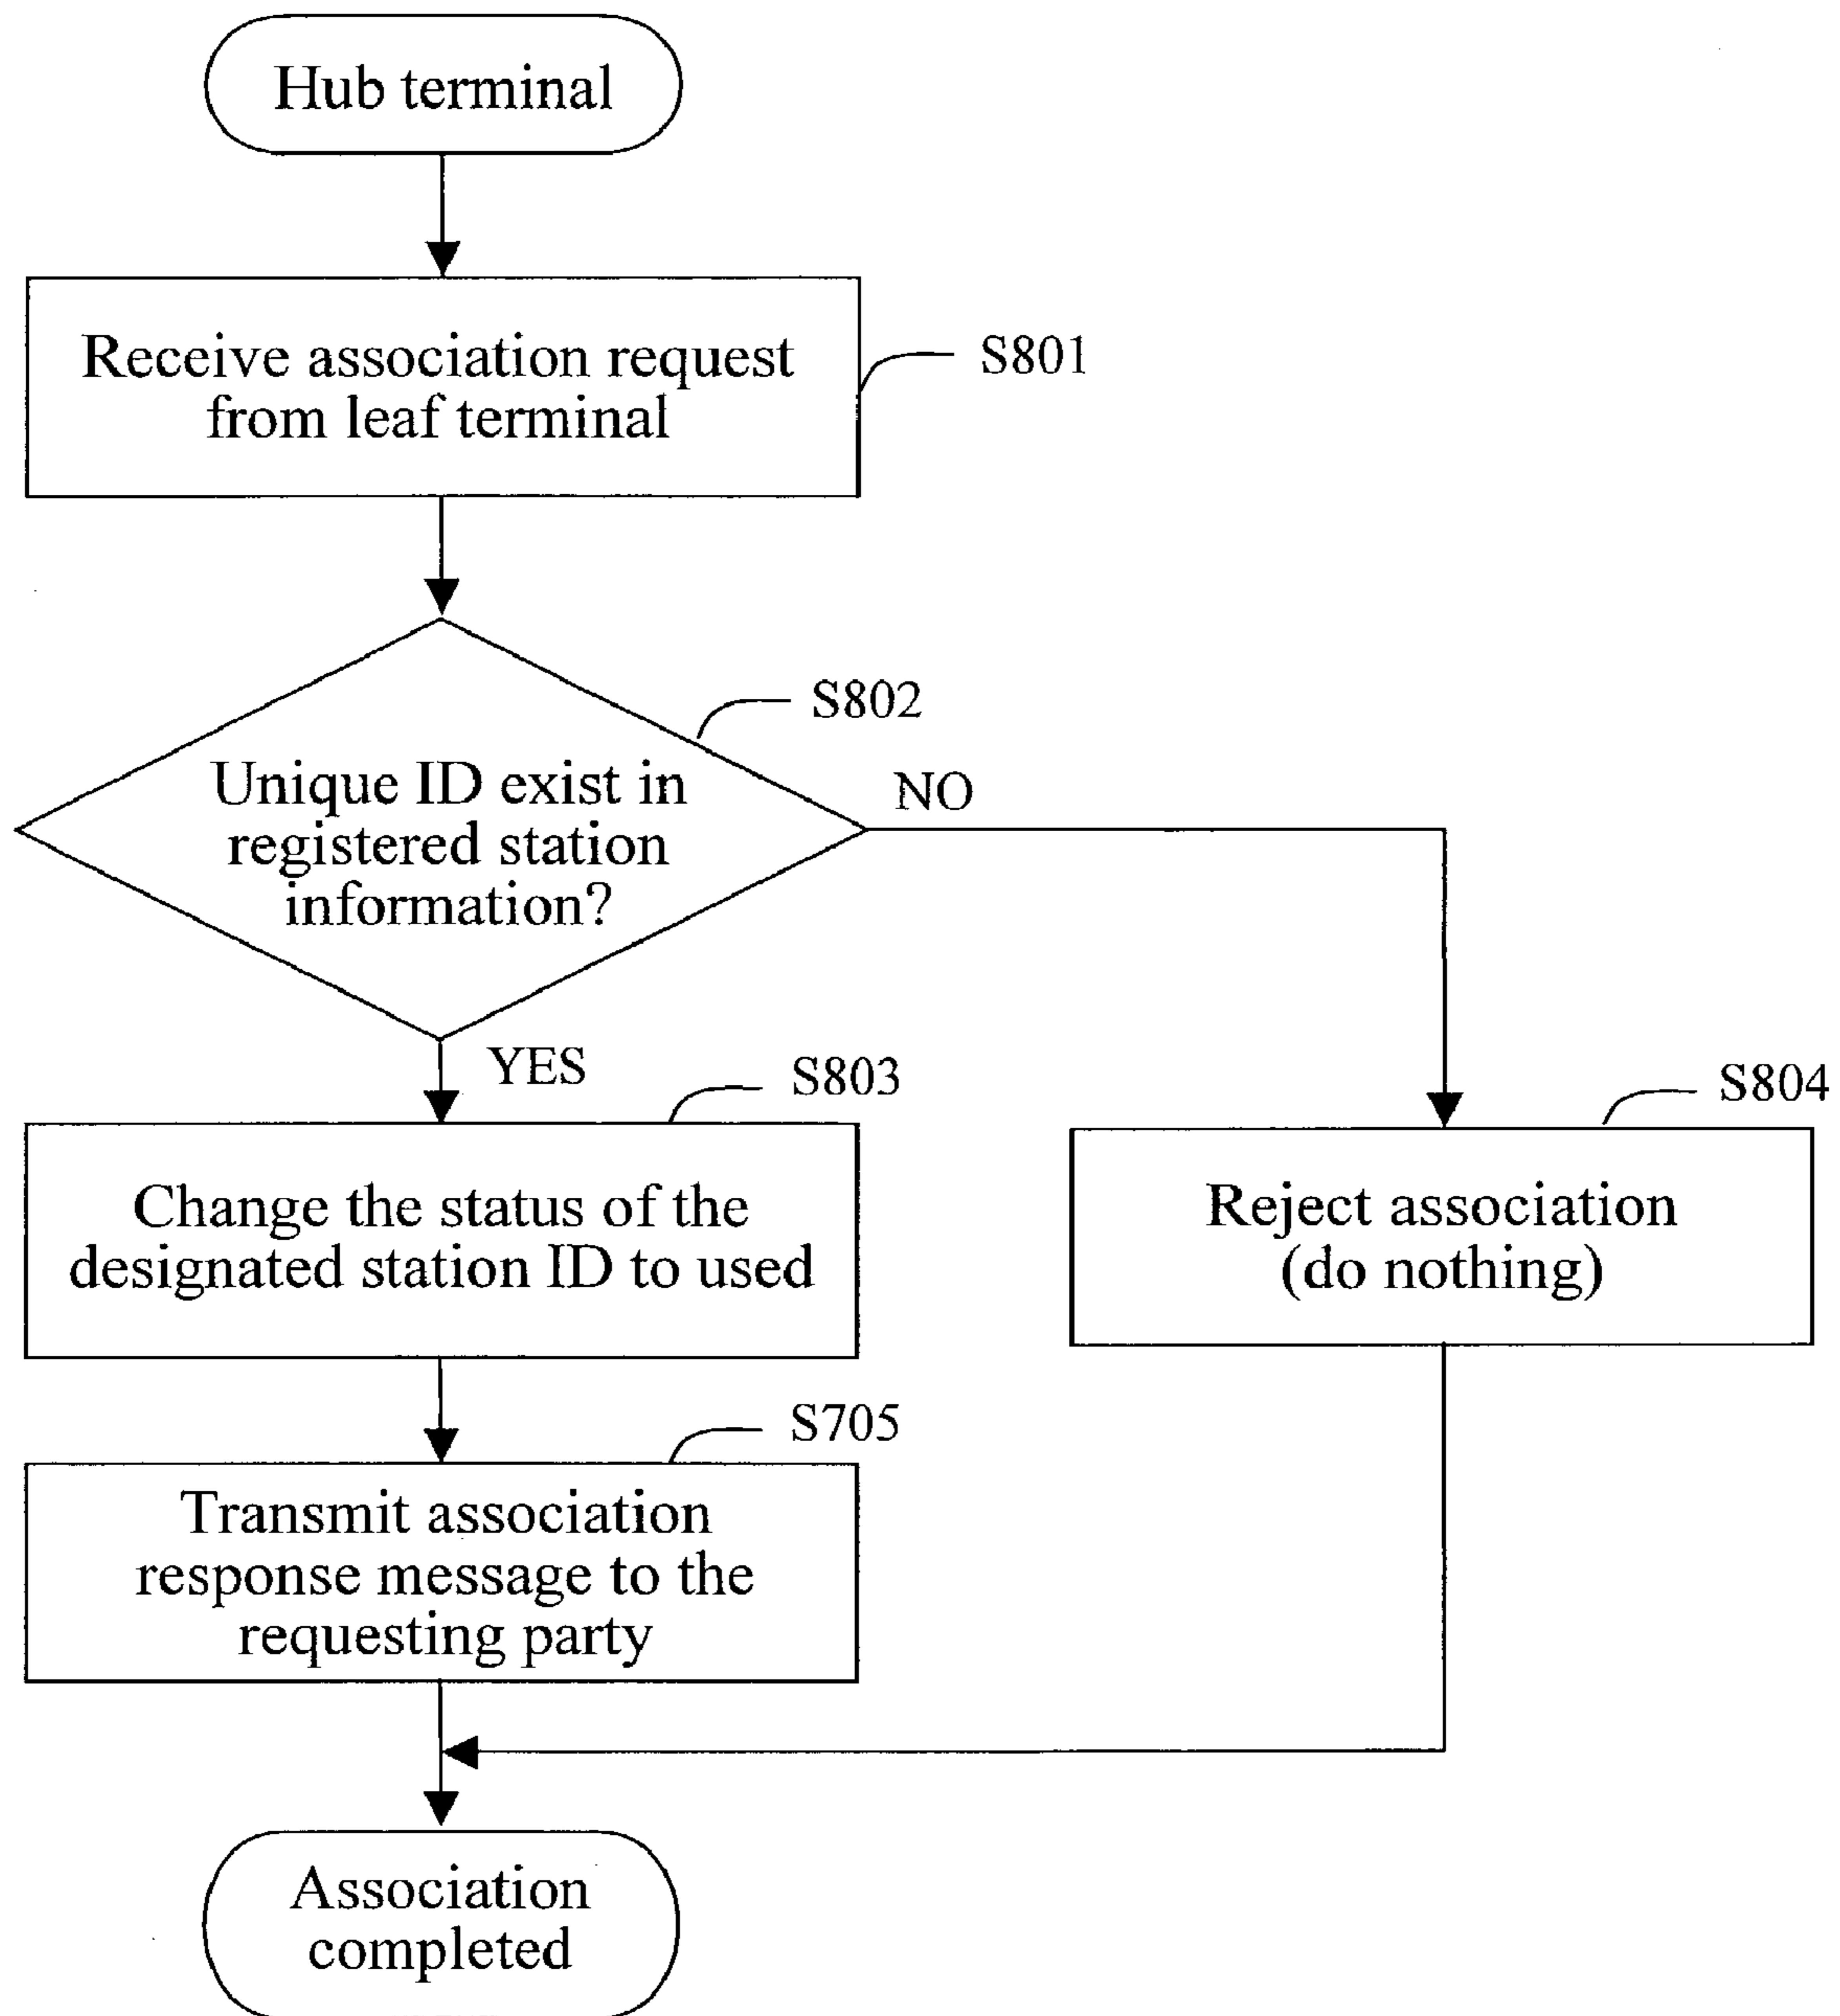 Hub terminal
Receive association request
from leaf terminal
S801
S802
Unique ID exist in
registered station
information?
NO
YES
S803
Change the status of the
designated station ID to used
S804
Reject association
(do nothing)
S705
Transmit association
response message to the
requesting party
Association
completed